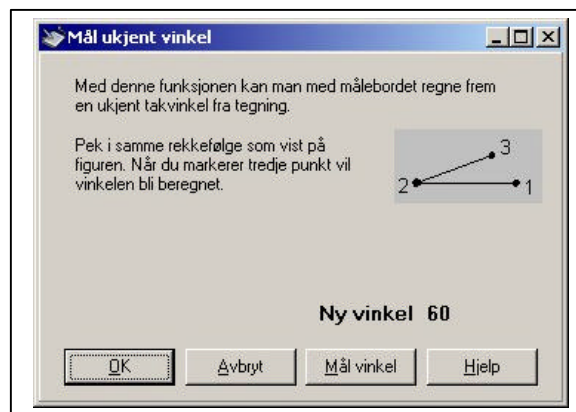 Mål ukjent vinkel
Med denne funksjonen kan man med målebordet regne frem
en ukjent takvinkel fra tegning.
Pek i samme rekkefølge som vist på
figuren. Når du markerer tredje punkt vil
vinkelen bli beregnet.
3
2
1
Ny vinkel 60
OK
Avbryt
Mål vinkel
Hjelp